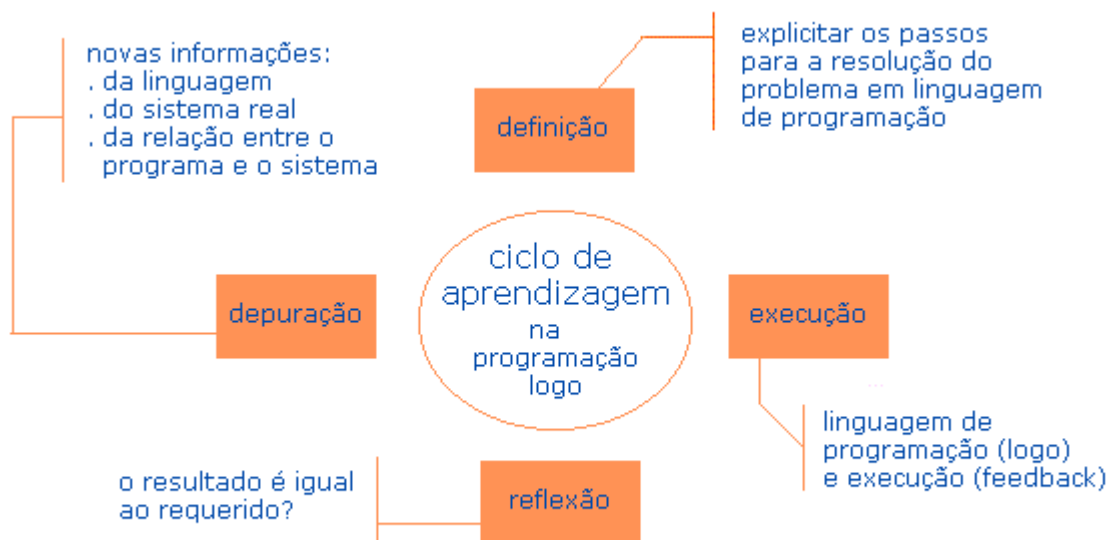 novas informações:
. da linguagem
. do sistema real
. da relação entre o
programa e o sistema
definição
explicitar os passos
para a resolução do
problema em linguagem
de programação
depuração
ciclo de
aprendizagem
na
programação
logo
execução
linguagem de
programação (logo)
e execução (feedback)
o resultado é igual
ao requerido?
reflexão